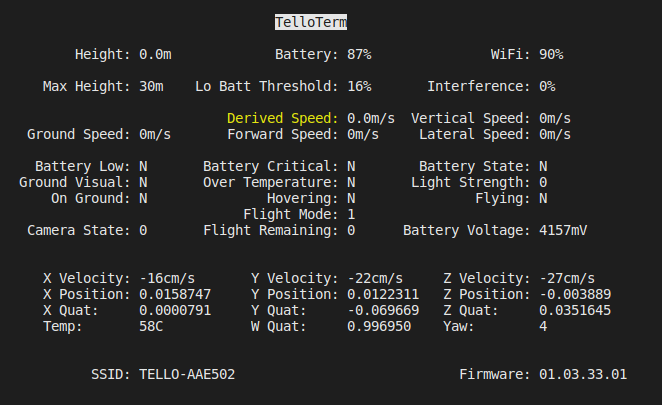 TelloTerm
Height: 0.0m Battery: 87% WiFi: 90%
Max Height: 30m Lo Batt Threshold: 16% Interference: 0%
Derived Speed: 0.0m/s Vertical Speed: 0m/s
Ground Speed: 0m/s Forward Speed: 0m/s Lateral Speed: 0m/s
Battery Low: N Battery Critical: N Battery State: N
Ground Visual: N Over Temperature: N Light Strength: 0
On Ground: N Hovering: N Flying: N
Flight Mode: 1
Camera State: 0 Flight Remaining: 0 Battery Voltage: 4157mV
X Velocity: -16cm/s Y Velocity: -22cm/s Z Velocity: -27cm/s
X Position: 0.0158747 Y Position: 0.0122311 Z Position: -0.003889
X Quat: 0.0000791 Y Quat: -0.069669 Z Quat: 0.0351645
Temp: 58C W Quat: 0.996950 Yaw: 4
SSID: TELLO-AAE502 Firmware: 01.03.33.01